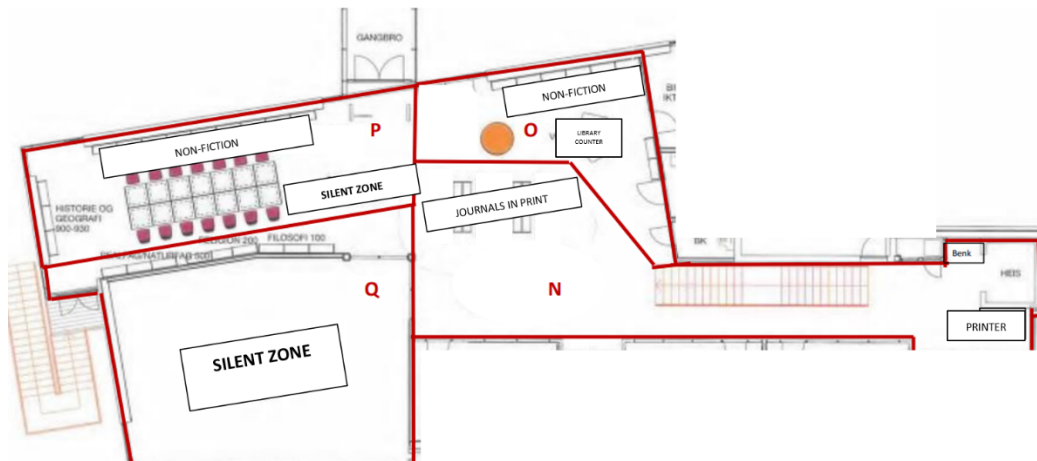 GANGBRO
NON-FICTION
P
O
LIBRARY
COUNTER
NON-FICTION
SILENT ZONE
HISTORIE OG
GEOGRAFI
900-930
JOURNALS IN PRINT
FILOSOFI 100
BK
Benk
HEIS
Q
N
PRINTER
SILENT ZONE